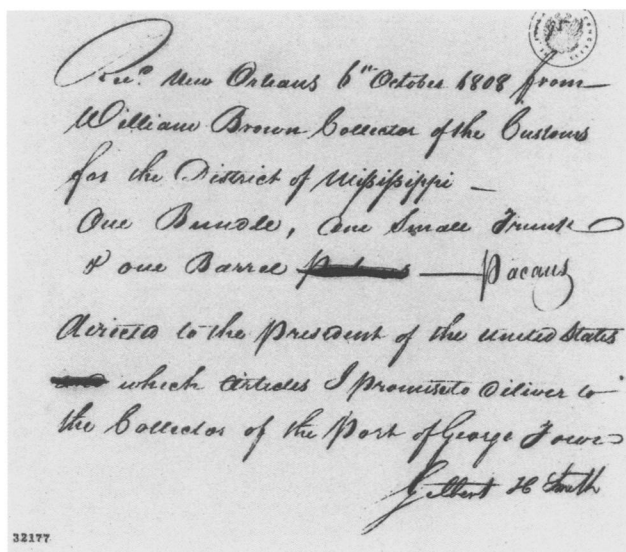 Rec.d New Orleans 6th October 1808 from
William Brown Collector of the Customs
for the District of Mississippi —
One Bundle, One Small Trunk
& one Barrel — Pacans
directed to the President of the United States
which Articles I promise to deliver to
the Collector of the Port of George Town
Gilbert H Smith
32177